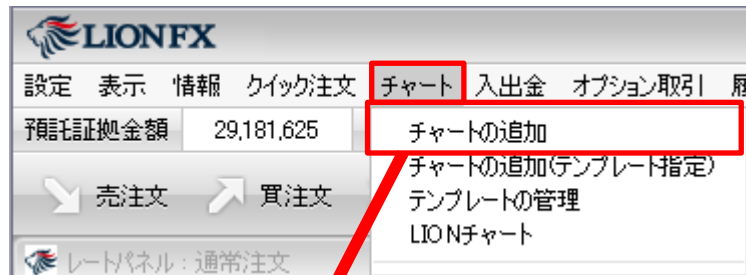 LIONFX
設定 表示 情報 クイック注文 チャート 入出金 オプション取引
預託証拠金額 29,181,625
チャートの追加
チャートの追加(テンプレート指定)
売注文 買注文
テンプレートの管理
LIONチャート
レートパネル:通常注文